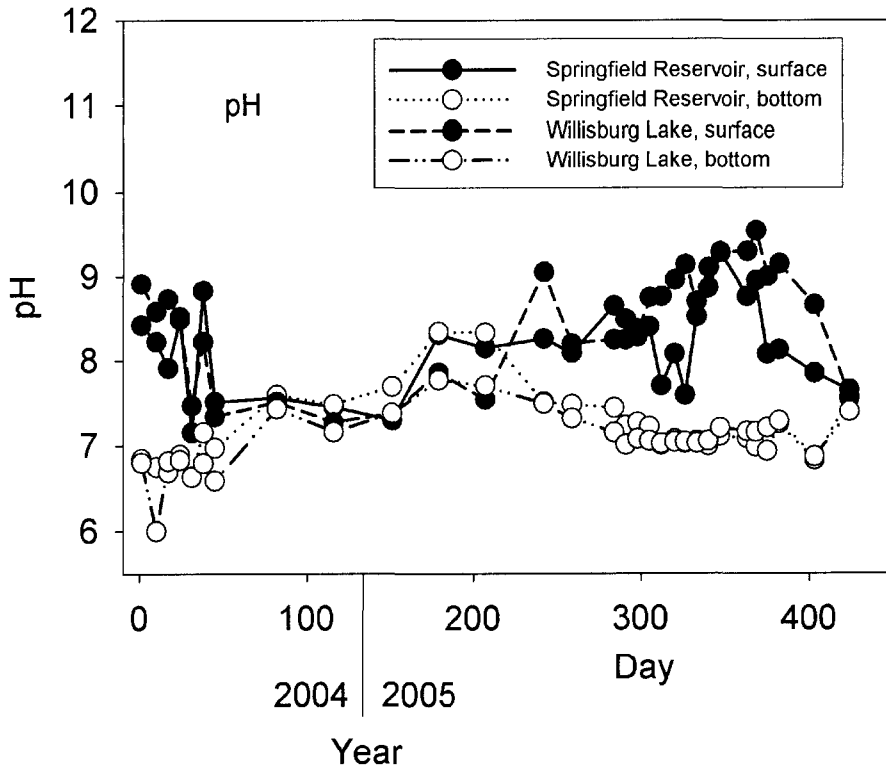 12
11
10
9
8
7
6
pH
pH
Springfield Reservoir, surface
Springfield Reservoir, bottom
Willisburg Lake, surface
Willisburg Lake, bottom
0
100
200
300
400
Day
2004
2005
Year